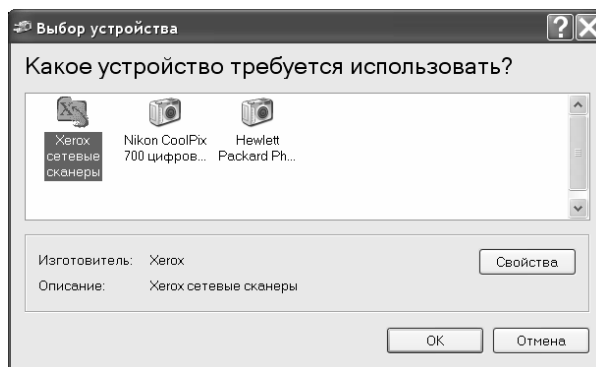 Выбор устройства
Какое устройство требуется использовать?
Xerox сетевые сканеры
Nikon CoolPix 700 цифров...
Hewlett Packard Ph...
Изготовитель: Xerox
Свойства
Описание: Xerox сетевые сканеры
OK
Отмена